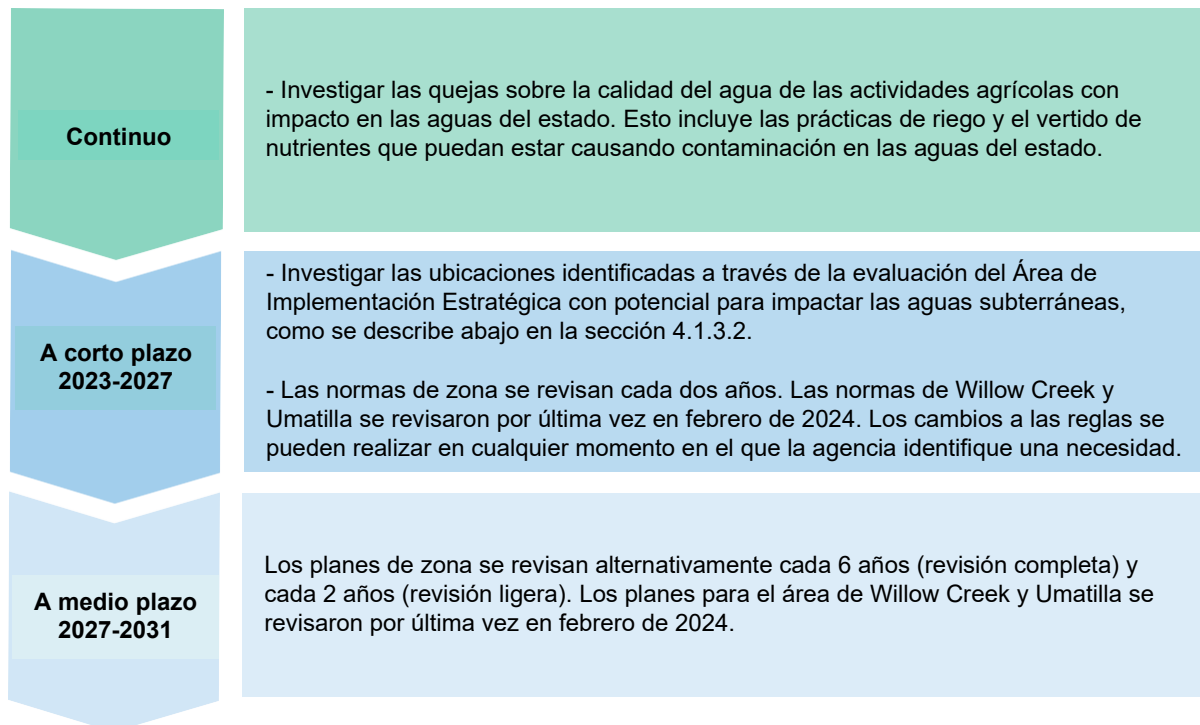 Continuo
- Investigar las quejas sobre la calidad del agua de las actividades agrícolas con
impacto en las aguas del estado. Esto incluye las prácticas de riego y el vertido de
nutrientes que puedan estar causando contaminación en las aguas del estado.
A corto plazo
2023-2027
- Investigar las ubicaciones identificadas a través de la evaluación del Área de
Implementación Estratégica con potencial para impactar las aguas subterráneas,
como se describe abajo en la sección 4.1.3.2.
- Las normas de zona se revisan cada dos años. Las normas de Willow Creek y
Umatilla se revisaron por última vez en febrero de 2024. Los cambios a las reglas se
pueden realizar en cualquier momento en el que la agencia identifique una necesidad.
A medio plazo
2027-2031
Los planes de zona se revisan alternativamente cada 6 años (revisión completa) y
cada 2 años (revisión ligera). Los planes para el área de Willow Creek y Umatilla se
revisaron por última vez en febrero de 2024.